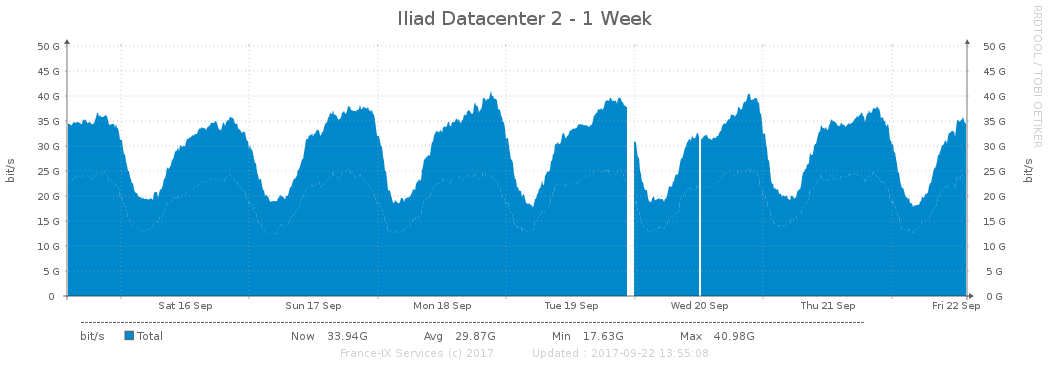 Iliad Datacenter 2 - 1 Week
RRDTOOL / TOBI OETIKER
bit/s
50 G 50 G
45 G 45 G
40 G 40 G
35 G 35 G
30 G 30 G
25 G 25 G
20 G 20 G
15 G 15 G
10 G 10 G
5 G 5 G
0 0 G
bit/s
Sat 16 Sep Sun 17 Sep Mon 18 Sep Tue 19 Sep Wed 20 Sep Thu 21 Sep Fri 22 Sep
bit/s Total Now 33.94G Avg 29.87G Min 17.63G Max 40.98G
France-IX Services (c) 2017 Updated : 2017-09-22 13:55:08